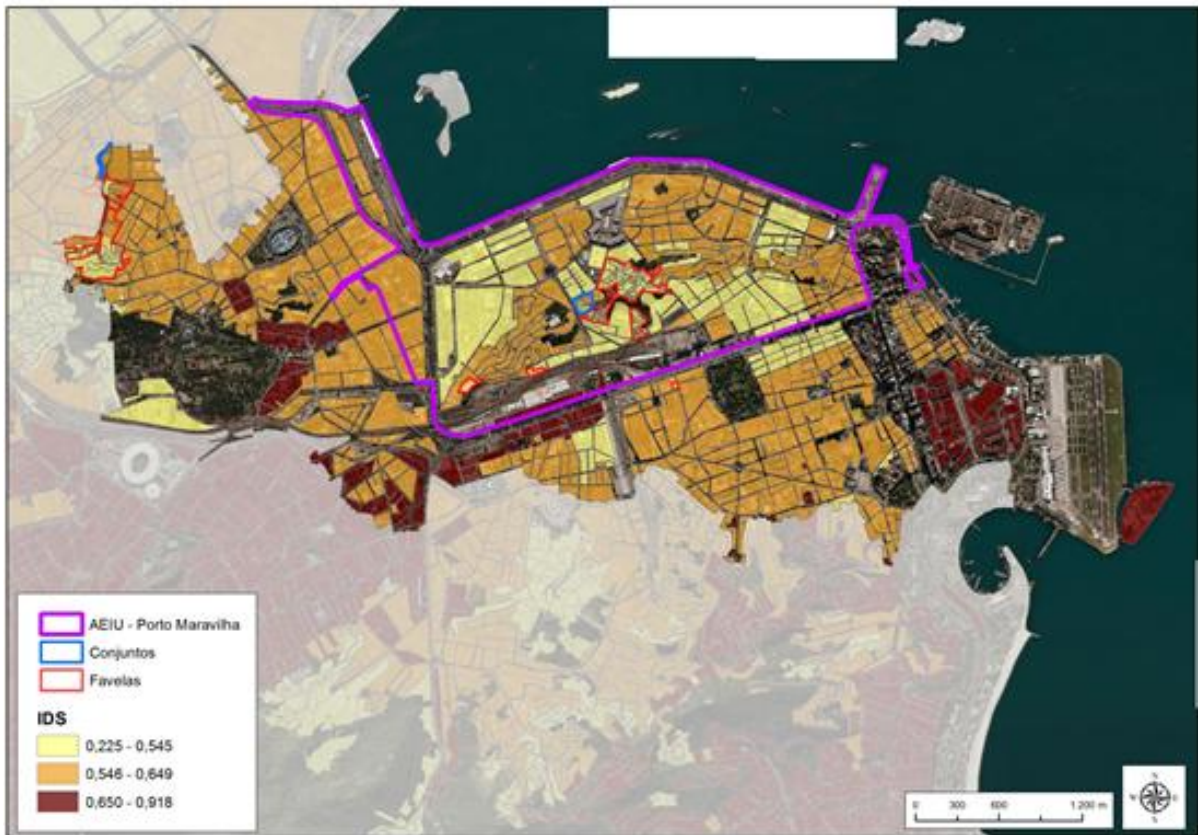 AEIU - Porto Maravilha
Conjuntos
Favelas
IDS
0,225 - 0,545
0,546 - 0,649
0,650 - 0,918
0 300 600 1.200 m
N
S